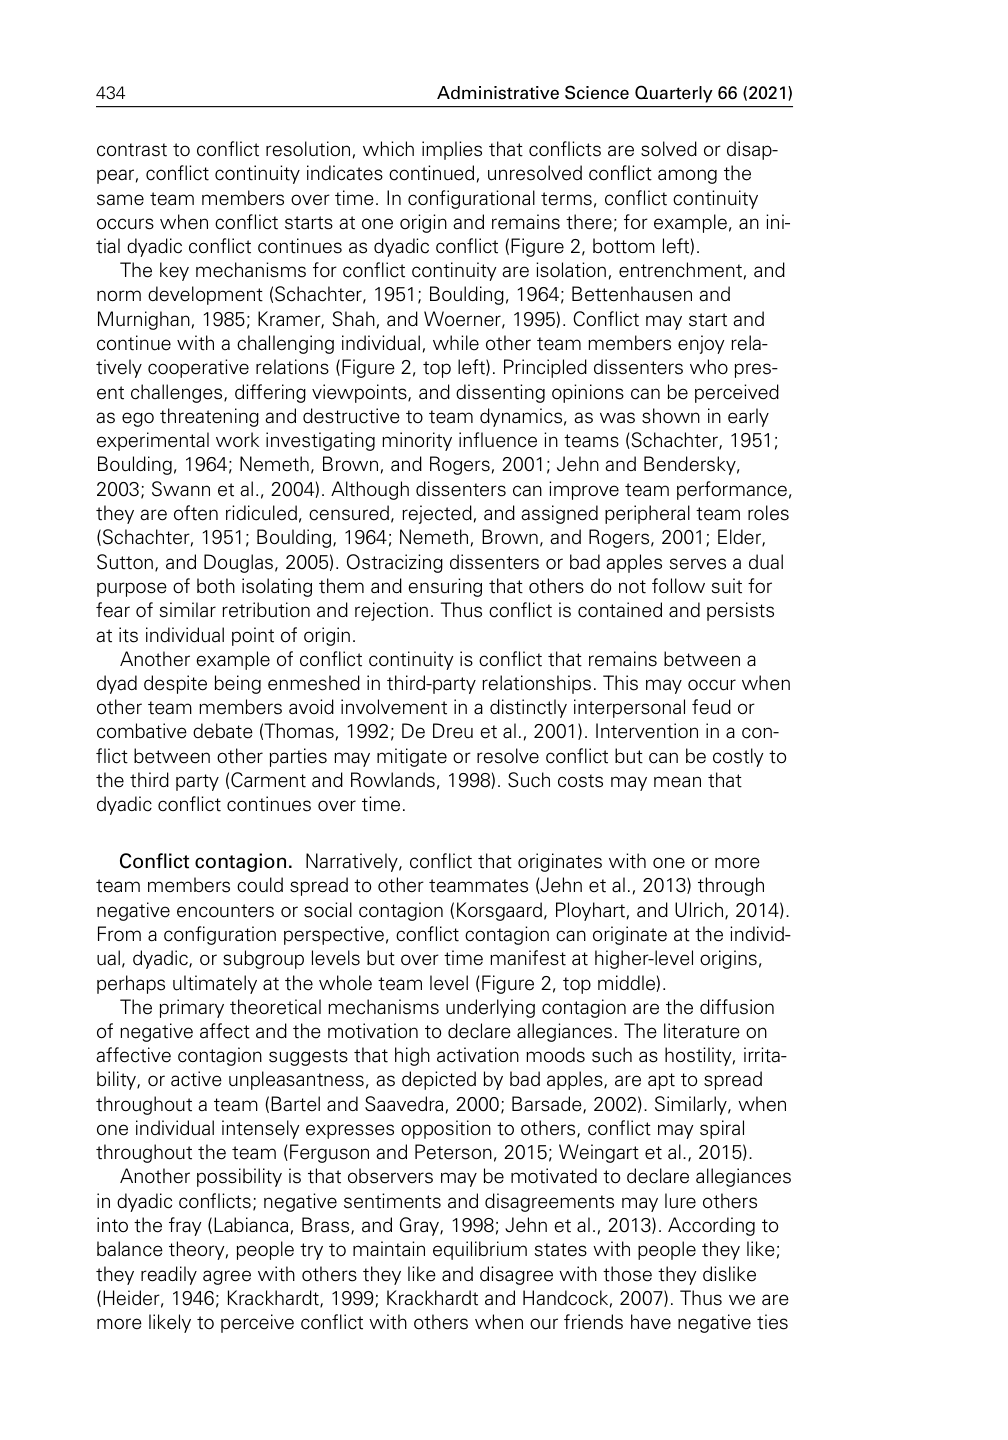 434
Administrative Science Quarterly 66 (2021)
contrast to conflict resolution, which implies that conflicts are solved or disap-
pear, conflict continuity indicates continued, unresolved conflict among the
same team members over time. In configurational terms, conflict continuity
occurs when conflict starts at one origin and remains there; for example, an ini-
tial dyadic conflict continues as dyadic conflict (Figure 2, bottom left).
The key mechanisms for conflict continuity are isolation, entrenchment, and
norm development (Schachter, 1951; Boulding, 1964; Bettenhausen and
Murnighan, 1985; Kramer, Shah, and Woerner, 1995). Conflict may start and
continue with a challenging individual, while other team members enjoy rela-
tively cooperative relations (Figure 2, top left). Principled dissenters who pres-
ent challenges, differing viewpoints, and dissenting opinions can be perceived
as ego threatening and destructive to team dynamics, as was shown in early
experimental work investigating minority influence in teams (Schachter, 1951;
Boulding, 1964; Nemeth, Brown, and Rogers, 2001; Jehn and Bendersky,
2003; Swann et al., 2004). Although dissenters can improve team performance,
they are often ridiculed, censured, rejected, and assigned peripheral team roles
(Schachter, 1951; Boulding, 1964; Nemeth, Brown, and Rogers, 2001; Elder,
Sutton, and Douglas, 2005). Ostracizing dissenters or bad apples serves a dual
purpose of both isolating them and ensuring that others do not follow suit for
fear of similar retribution and rejection. Thus conflict is contained and persists
at its individual point of origin.
Another example of conflict continuity is conflict that remains between a
dyad despite being enmeshed in third-party relationships. This may occur when
other team members avoid involvement in a distinctly interpersonal feud or
combative debate (Thomas, 1992; De Dreu et al., 2001). Intervention in a con-
flict between other parties may mitigate or resolve conflict but can be costly to
the third party (Carment and Rowlands, 1998). Such costs may mean that
dyadic conflict continues over time.
Conflict contagion. Narratively, conflict that originates with one or more
team members could spread to other teammates (Jehn et al., 2013) through
negative encounters or social contagion (Korsgaard, Ployhart, and Ulrich, 2014).
From a configuration perspective, conflict contagion can originate at the individ-
ual, dyadic, or subgroup levels but over time manifest at higher-level origins,
perhaps ultimately at the whole team level (Figure 2, top middle).
The primary theoretical mechanisms underlying contagion are the diffusion
of negative affect and the motivation to declare allegiances. The literature on
affective contagion suggests that high activation moods such as hostility, irrita-
bility, or active unpleasantness, as depicted by bad apples, are apt to spread
throughout a team (Bartel and Saavedra, 2000; Barsade, 2002). Similarly, when
one individual intensely expresses opposition to others, conflict may spiral
throughout the team (Ferguson and Peterson, 2015; Weingart et al., 2015).
Another possibility is that observers may be motivated to declare allegiances
in dyadic conflicts; negative sentiments and disagreements may lure others
into the fray (Labianca, Brass, and Gray, 1998; Jehn et al., 2013). According to
balance theory, people try to maintain equilibrium states with people they like;
they readily agree with others they like and disagree with those they dislike
(Heider, 1946; Krackhardt, 1999; Krackhardt and Handcock, 2007). Thus we are
more likely to perceive conflict with others when our friends have negative ties